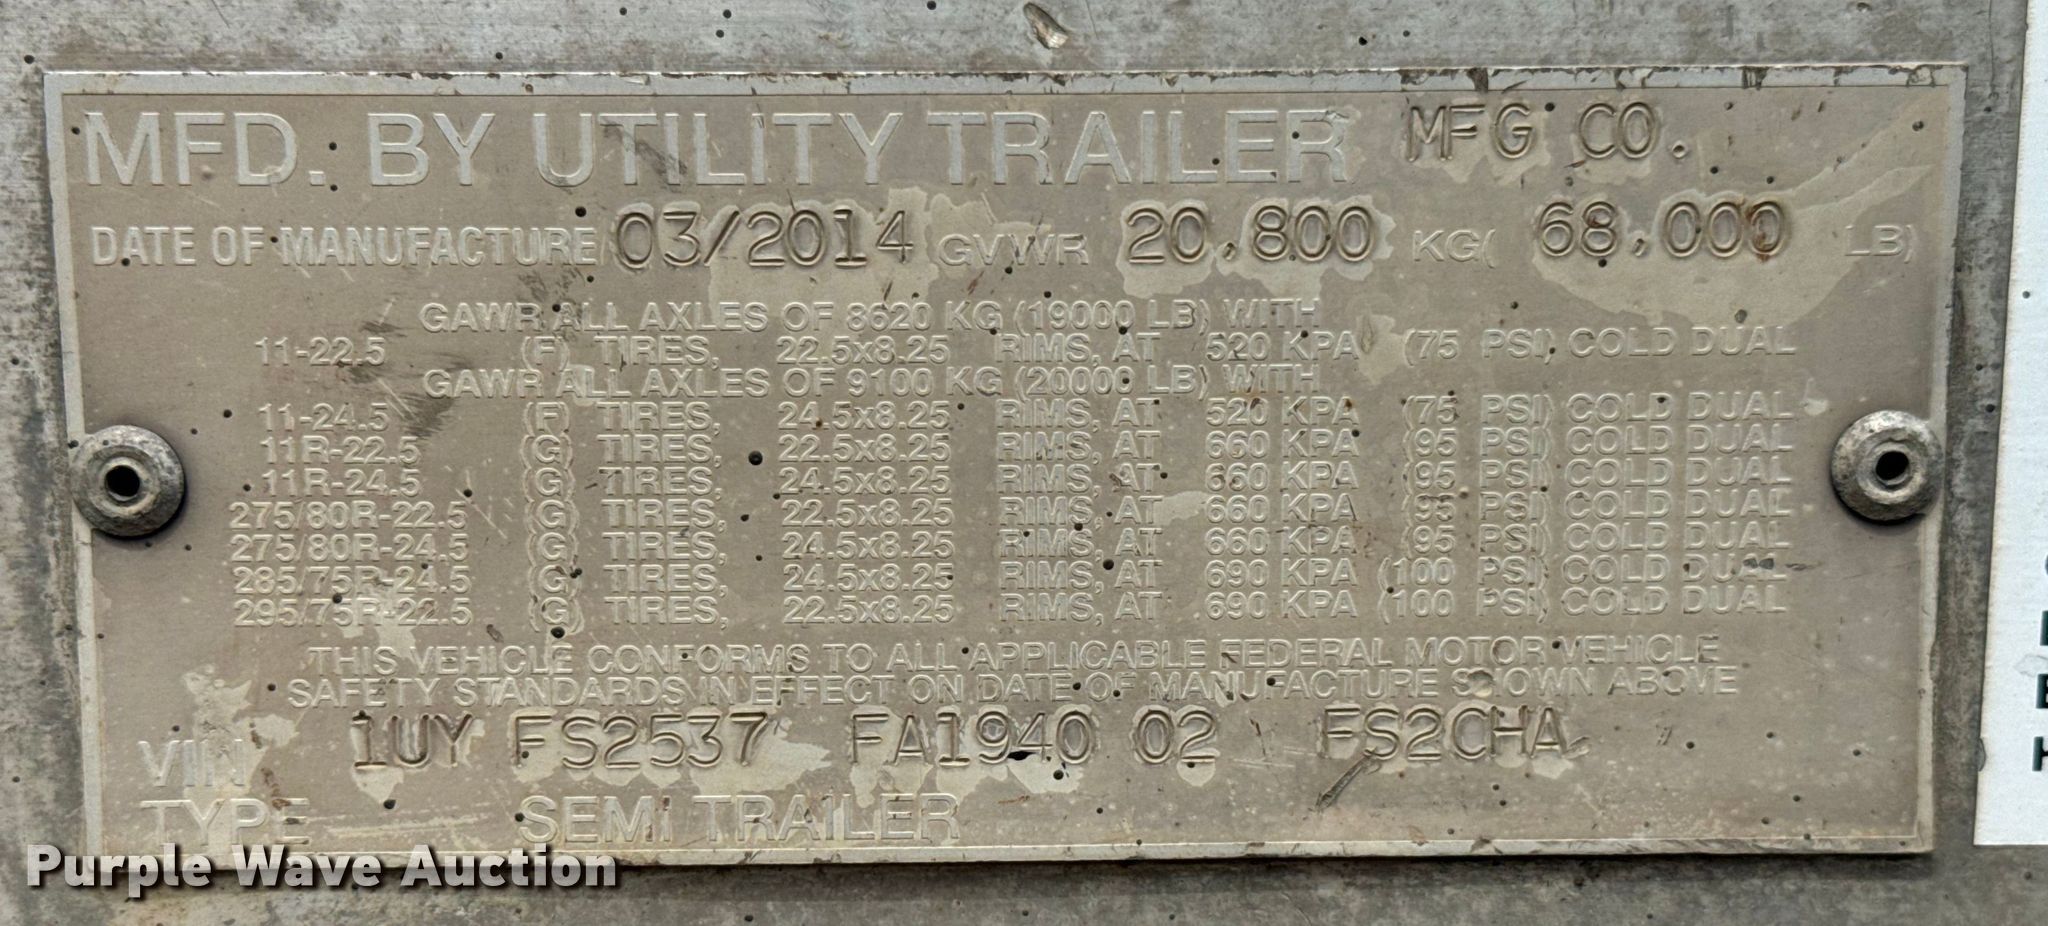 MFD. BY UTILITY TRAILER MFG CO.
DATE OF MANUFACTURE 03/2014 GVWR 20,800 KG( 68,000 LB)
GAWR ALL AXLES OF 8620 KG (19000 LB) WITH
11-22.5 (F) TIRES, 22.5x8.25 RIMS, AT 520 KPA (75 PSI) COLD DUAL
GAWR ALL AXLES OF 9100 KG (20000 LB) WITH
11-24.5 (F) TIRES, 24.5x8.25 RIMS, AT 520 KPA (75 PSI) COLD DUAL
11R-22.5 (G) TIRES, 22.5x8.25 RIMS, AT 660 KPA (95 PSI) COLD DUAL
11R-24.5 (G) TIRES, 24.5x8.25 RIMS, AT 660 KPA (95 PSI) COLD DUAL
275/80R-22.5 (G) TIRES, 22.5x8.25 RIMS, AT 660 KPA (95 PSI) COLD DUAL
275/80R-24.5 (G) TIRES, 24.5x8.25 RIMS, AT 660 KPA (95 PSI) COLD DUAL
285/75R-24.5 (G) TIRES, 24.5x8.25 RIMS, AT 690 KPA (100 PSI) COLD DUAL
295/75R-22.5 (G) TIRES, 22.5x8.25 RIMS, AT 690 KPA (100 PSI) COLD DUAL
THIS VEHICLE CONFORMS TO ALL APPLICABLE FEDERAL MOTOR VEHICLE
SAFETY STANDARDS IN EFFECT ON DATE OF MANUFACTURE SHOWN ABOVE
VIN 1UY FS2537 FA1940 02 FS2CHA
TYPE SEMI TRAILER
Purple Wave Auction